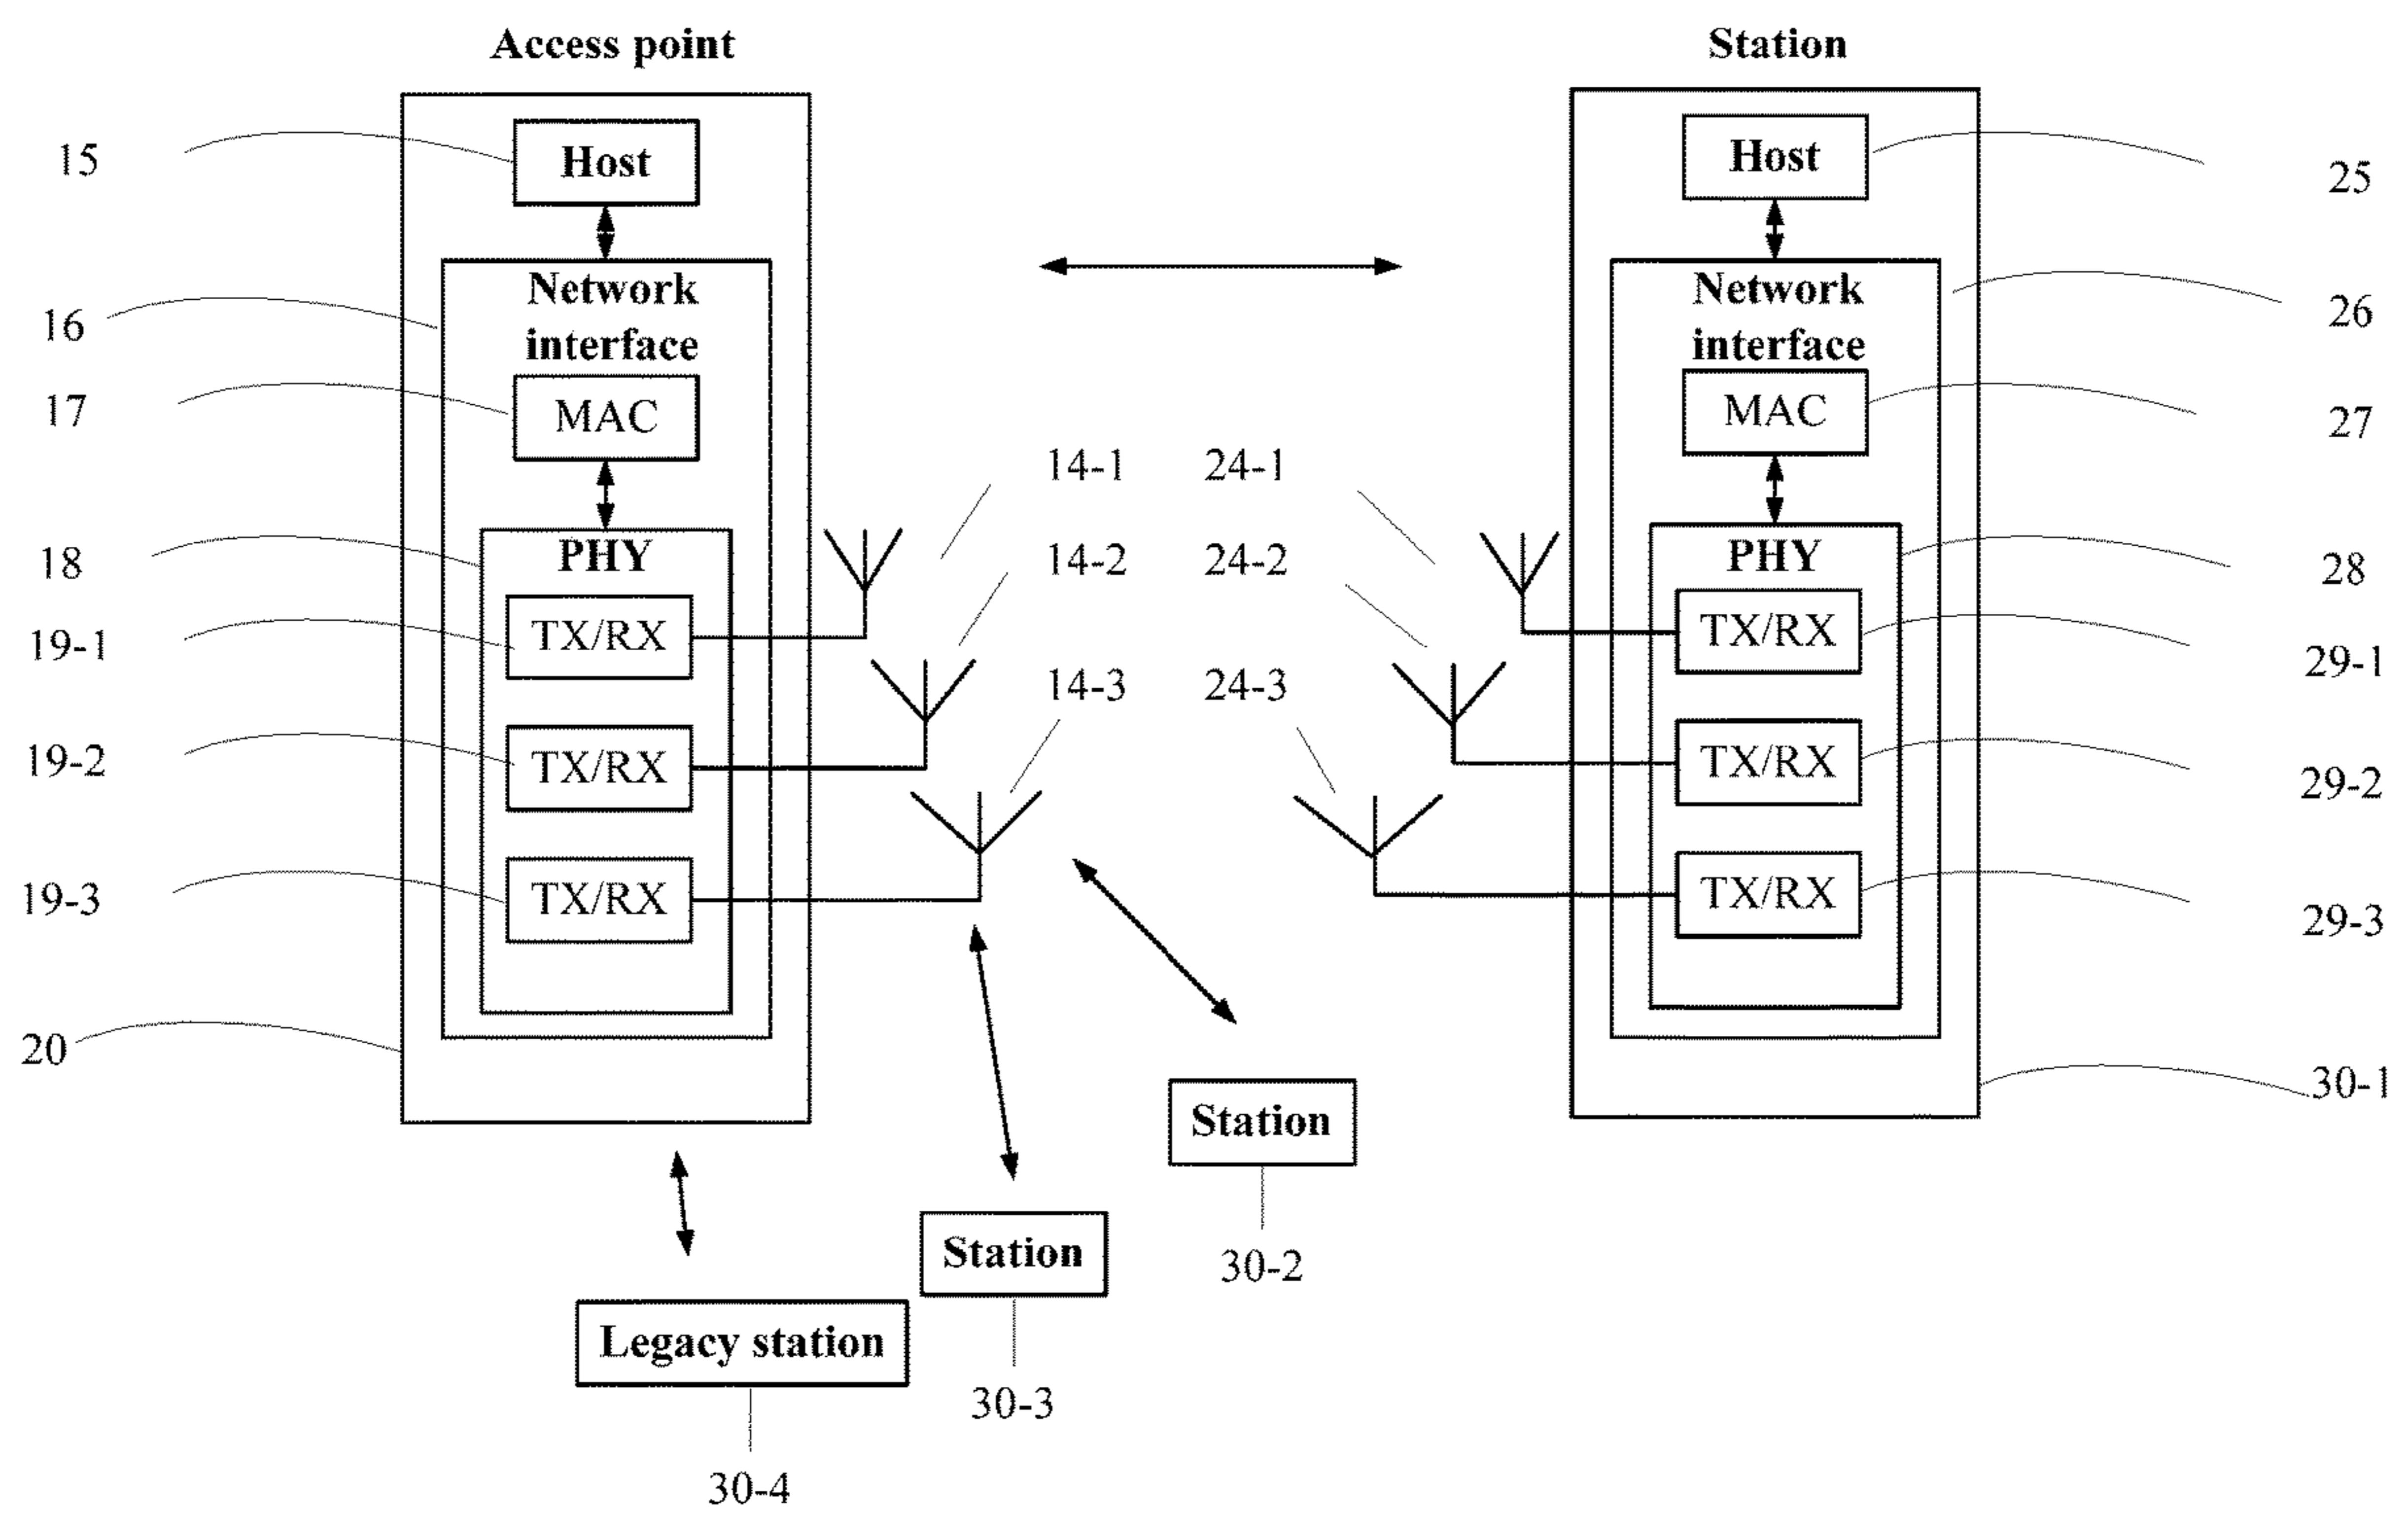 Access point
Station
15
Host
Host
25
16
Network
interface
Network
interface
26
17
MAC
MAC
27
14-1
24-1
18
PHY
14-2
24-2
PHY
28
19-1
TX/RX
TX/RX
29-1
14-3
24-3
19-2
TX/RX
TX/RX
29-2
19-3
TX/RX
TX/RX
29-3
20
30-1
Station
30-2
Station
30-3
Legacy station
30-4